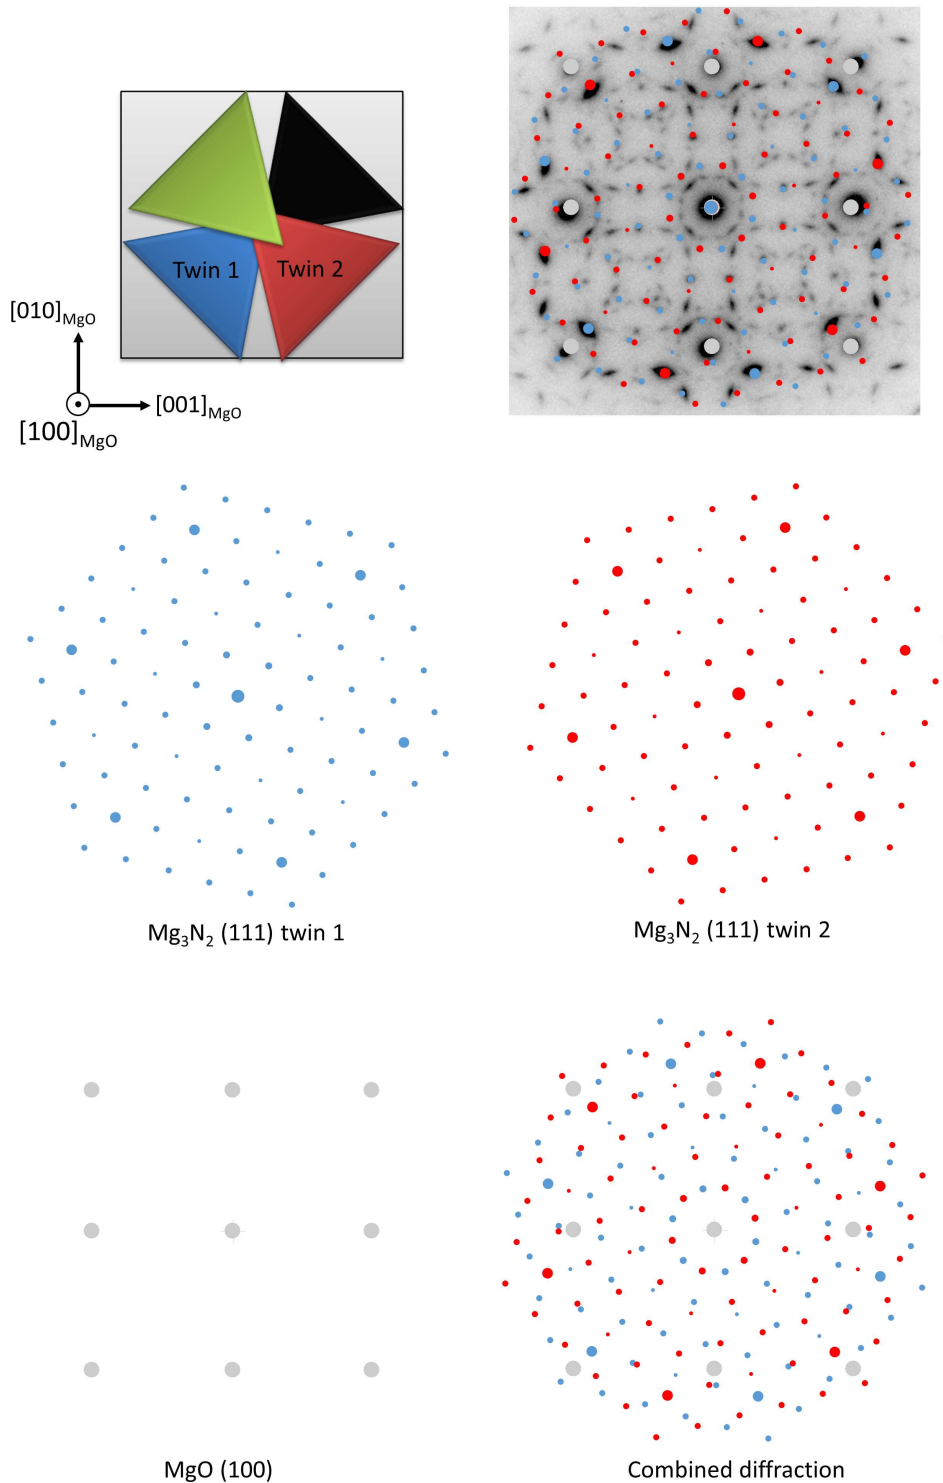 Twin 1
Twin 2
[010]MgO
[001]MgO
[100]MgO
Mg₃N₂ (111) twin 1
Mg₃N₂ (111) twin 2
MgO (100)
Combined diffraction